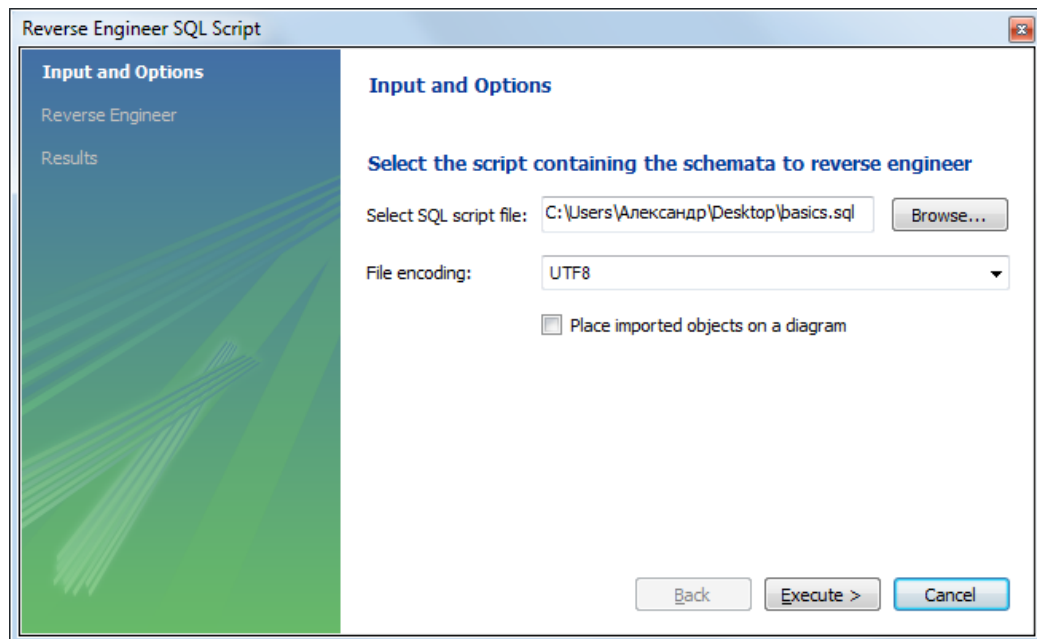 Reverse Engineer SQL Script
Input and Options
Reverse Engineer
Results
Input and Options
Select the script containing the schemata to reverse engineer
Select SQL script file: C:\Users\Александр\Desktop\basics.sql Browse...
File encoding: UTF8
Place imported objects on a diagram
Back Execute > Cancel